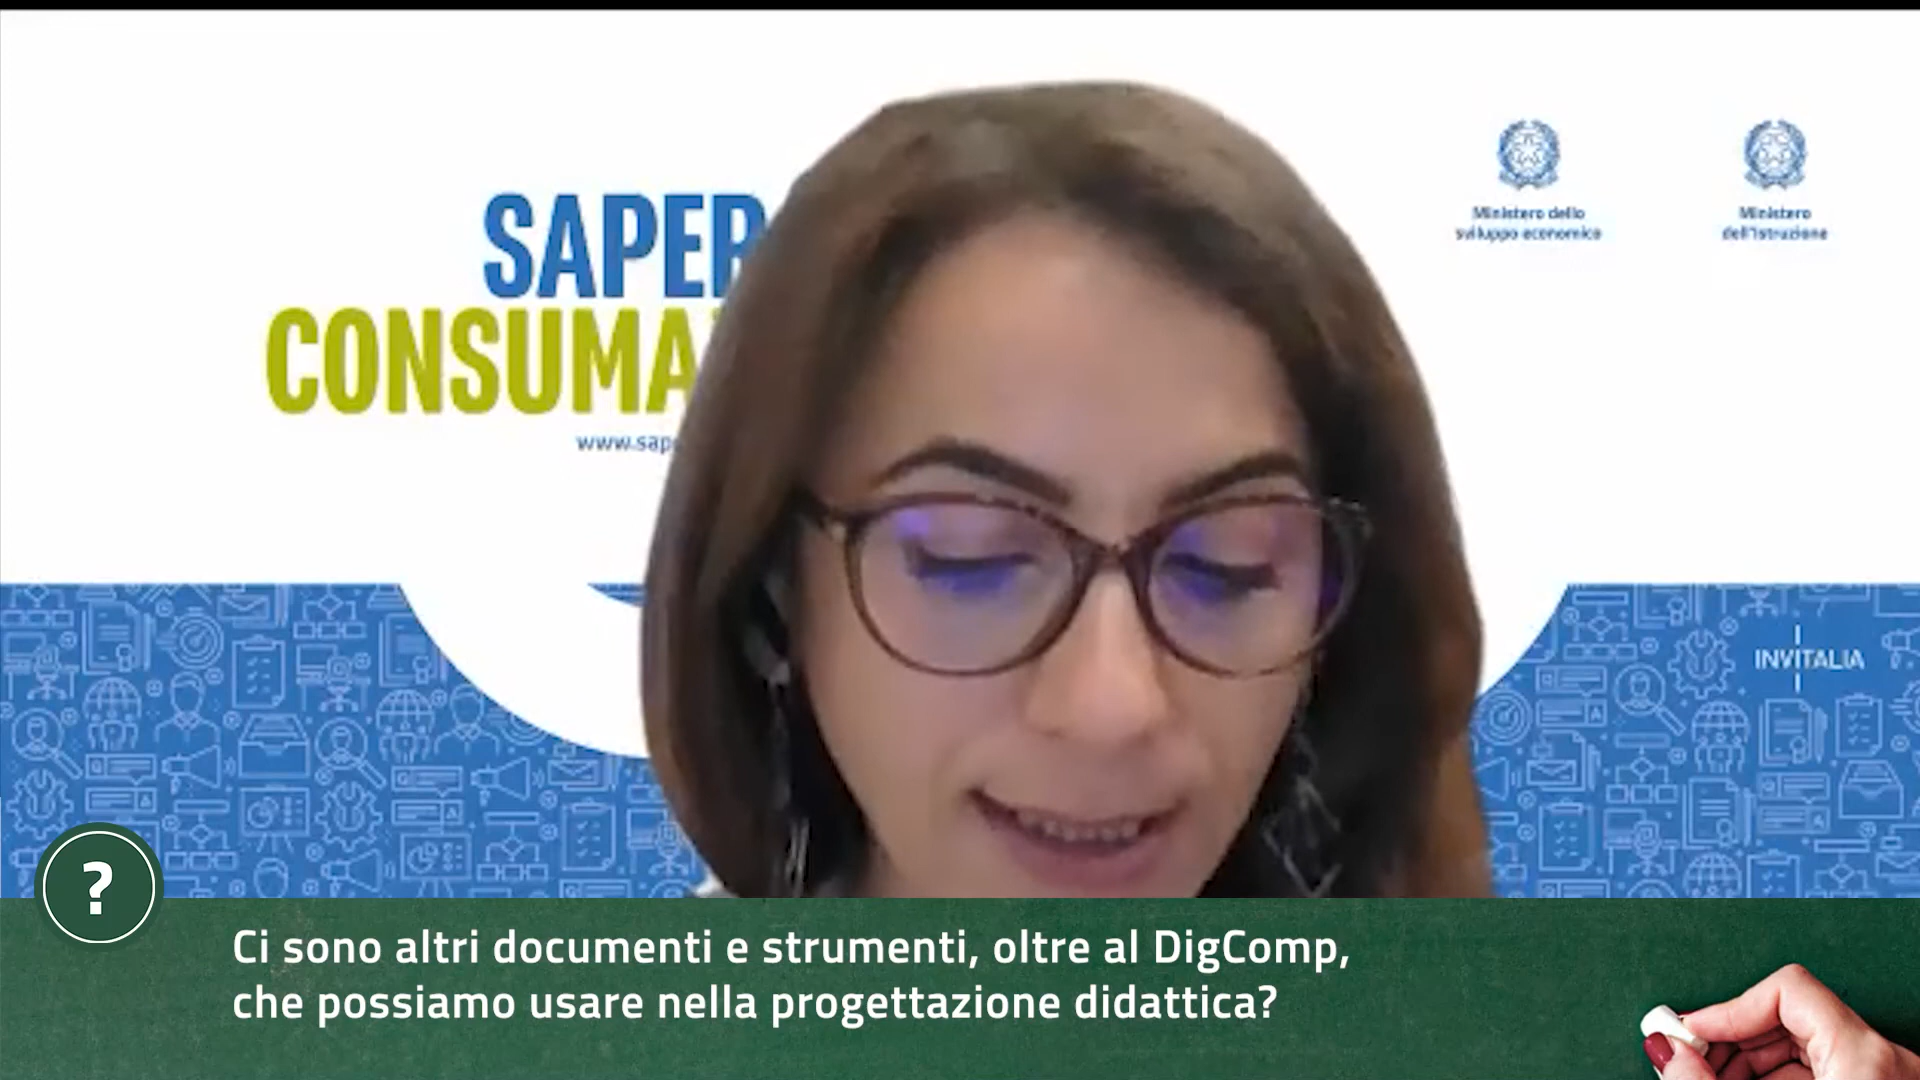 SAPER
CONSUMA
www.sap
Ministero dello
sviluppo economico
Ministero
dell'Istruzione
INVITALIA
?
Ci sono altri documenti e strumenti, oltre al DigComp,
che possiamo usare nella progettazione didattica?